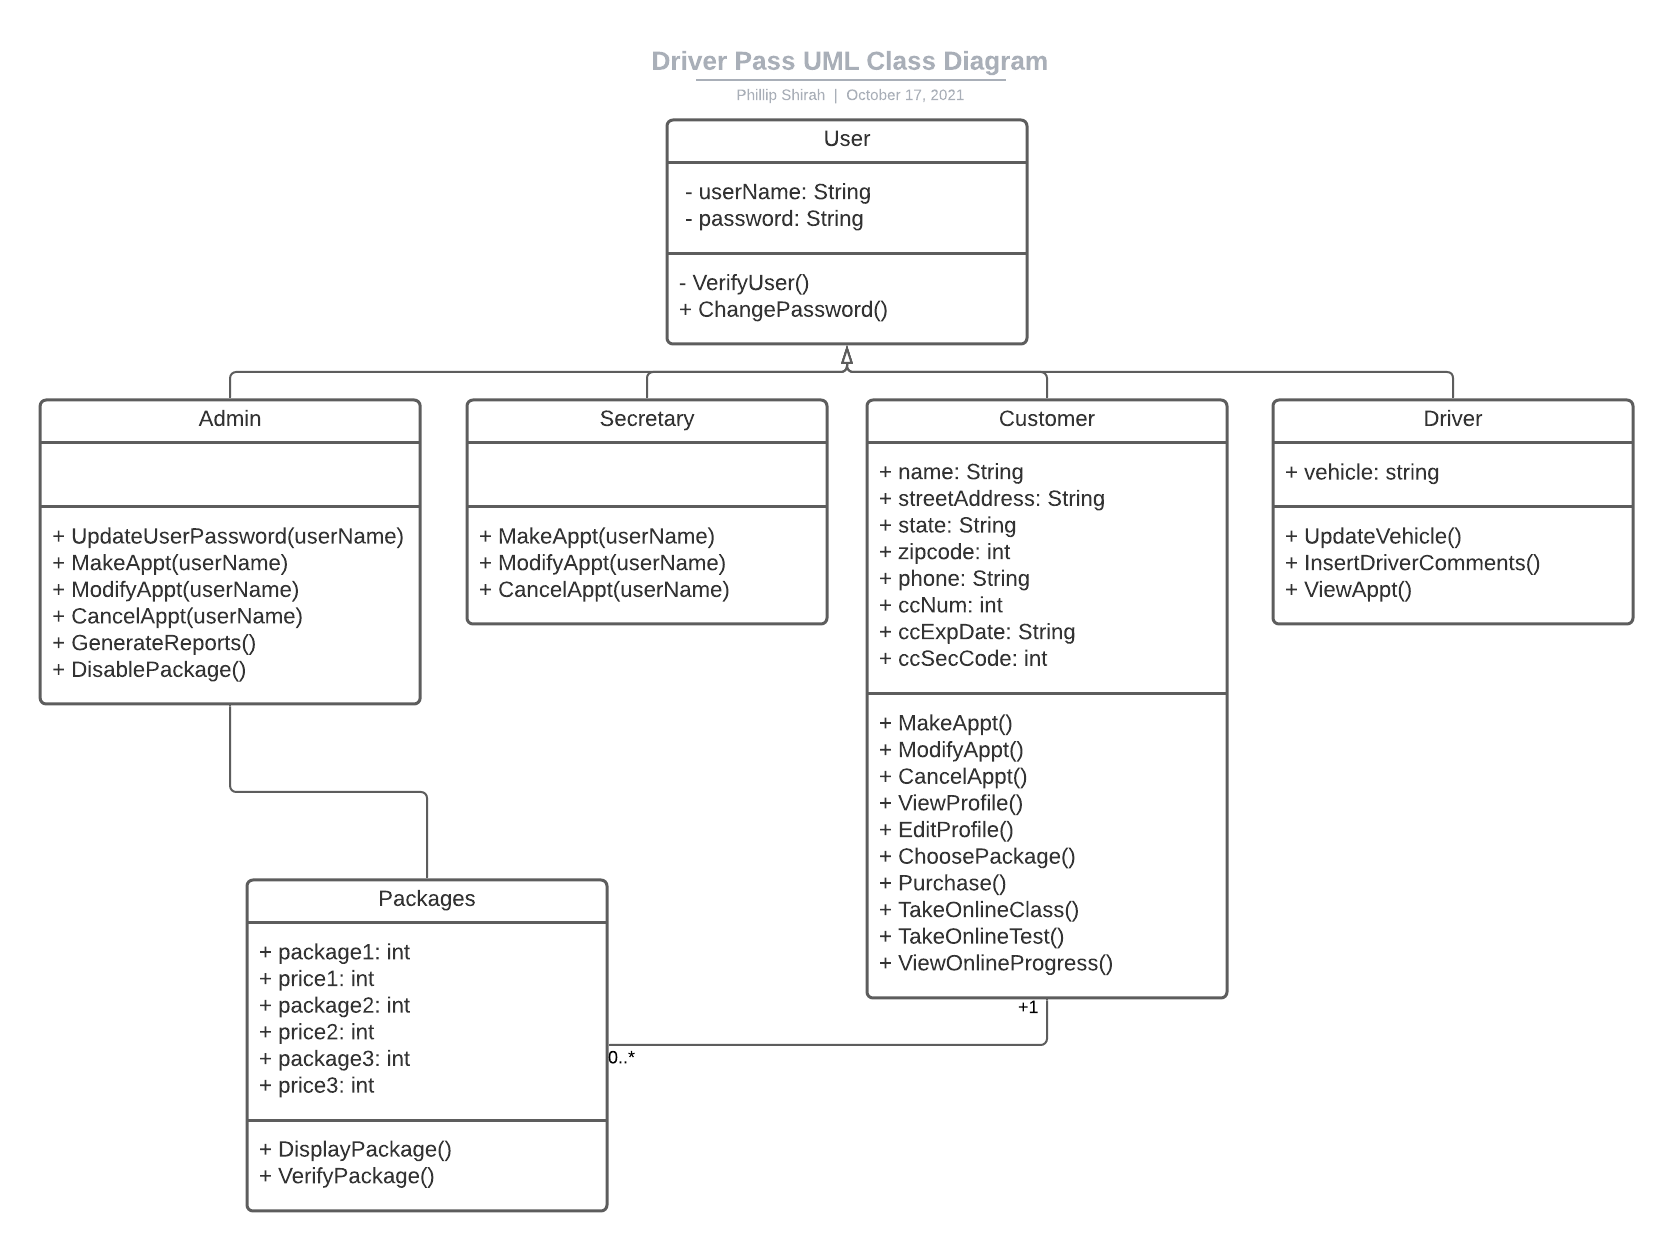 Driver Pass UML Class Diagram
Phillip Shirah | October 17, 2021
User
- userName: String
- password: String
- VerifyUser()
+ ChangePassword()
Admin
+ UpdateUserPassword(userName)
+ MakeAppt(userName)
+ ModifyAppt(userName)
+ CancelAppt(userName)
+ GenerateReports()
+ DisablePackage()
Secretary
+ MakeAppt(userName)
+ ModifyAppt(userName)
+ CancelAppt(userName)
Customer
+ name: String
+ streetAddress: String
+ state: String
+ zipcode: int
+ phone: String
+ ccNum: int
+ ccExpDate: String
+ ccSecCode: int
+ MakeAppt()
+ ModifyAppt()
+ CancelAppt()
+ ViewProfile()
+ EditProfile()
+ ChoosePackage()
+ Purchase()
+ TakeOnlineClass()
+ TakeOnlineTest()
+ ViewOnlineProgress()
Driver
+ vehicle: string
+ UpdateVehicle()
+ InsertDriverComments()
+ ViewAppt()
Packages
+ package1: int
+ price1: int
+ package2: int
+ price2: int
+ package3: int
+ price3: int
+ DisplayPackage()
+ VerifyPackage()
+1
0..*